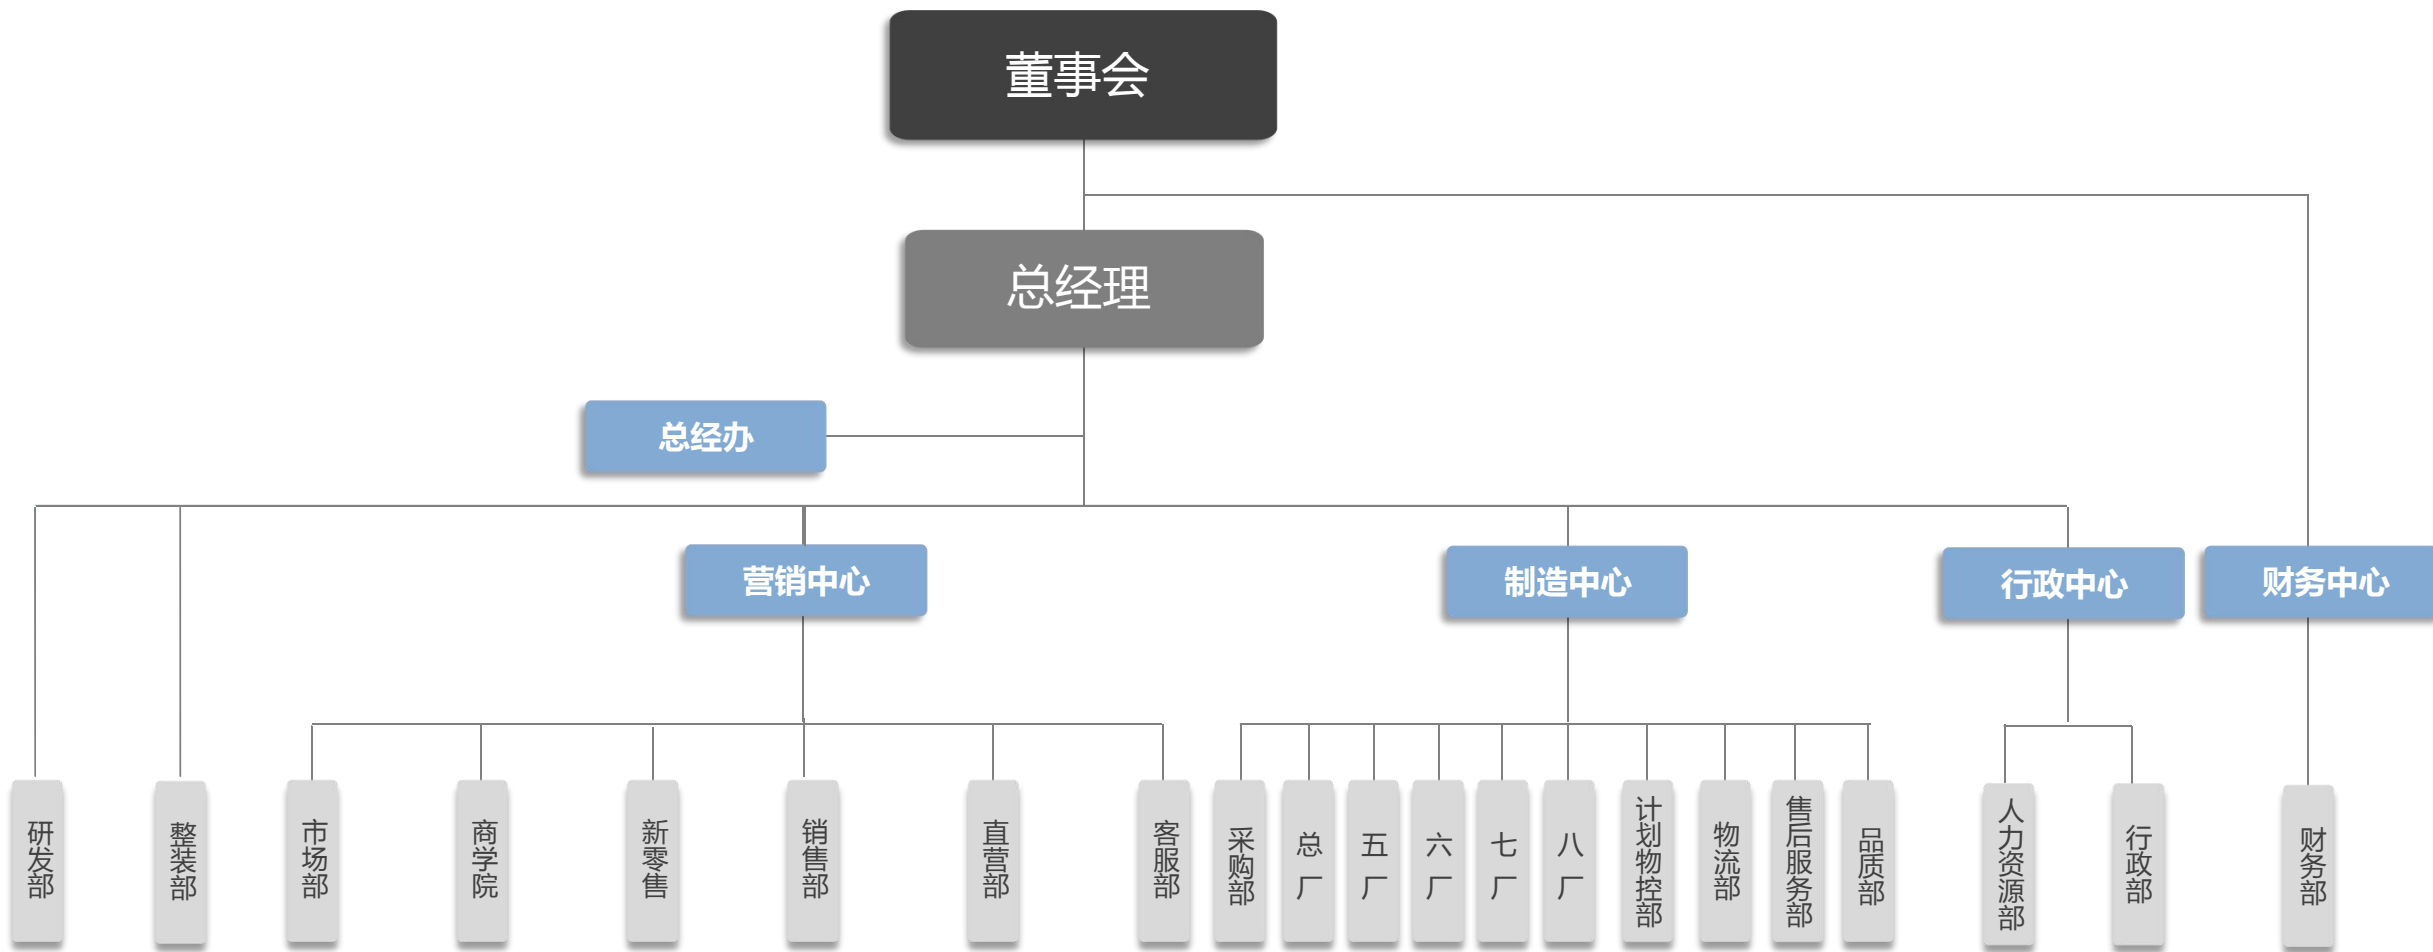 董事会
总经理
总经办
营销中心
制造中心
行政中心
财务中心
研发部
整装部
市场部
商学院
新零售
销售部
直营部
客服部
采购部
总厂
五厂
六厂
七厂
八厂
计划物控部
物流部
售后服务部
品质部
人力资源部
行政部
财务部